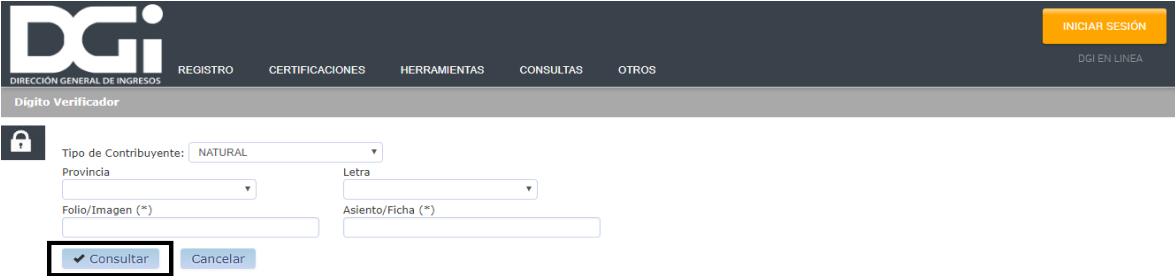 DGi
DIRECCIÓN GENERAL DE INGRESOS
REGISTRO CERTIFICACIONES HERRAMIENTAS CONSULTAS OTROS
INICIAR SESIÓN
DGI EN LINEA
Dígito Verificador
Tipo de Contribuyente: NATURAL
Provincia Letra
Folio/Imagen (*) Asiento/Ficha (*)
Consultar Cancelar